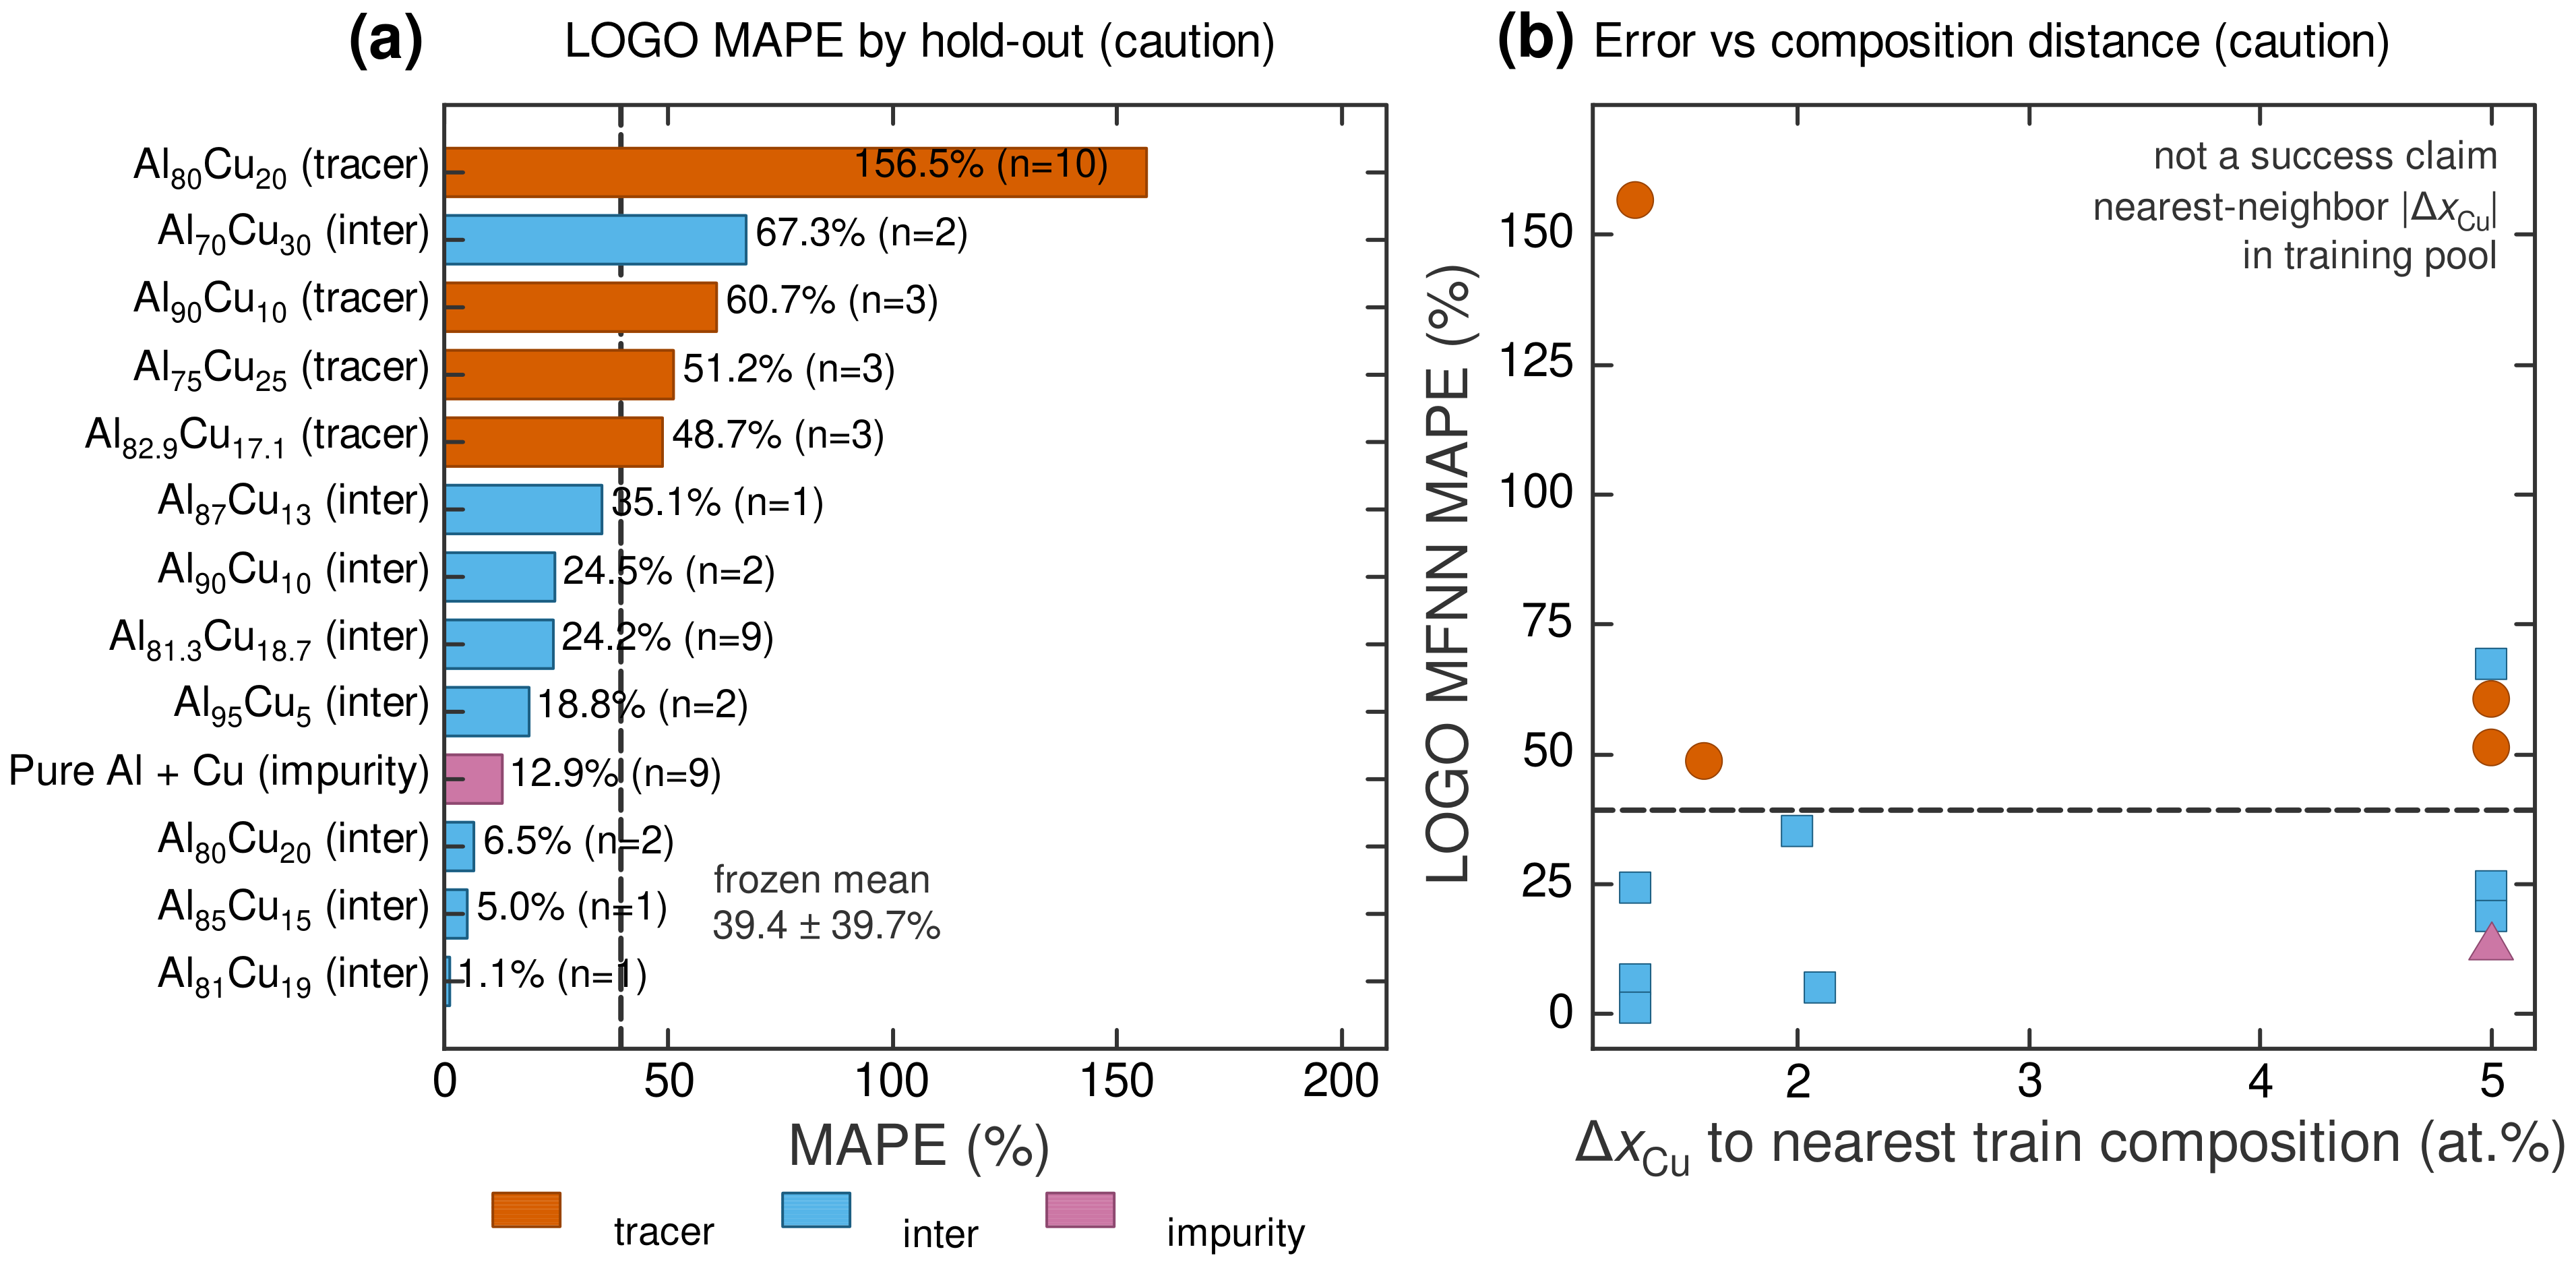 (a) LOGO MAPE by hold-out (caution)
Al80Cu20 (tracer) 156.5% (n=10)
Al70Cu30 (inter) 67.3% (n=2)
Al90Cu10 (tracer) 60.7% (n=3)
Al75Cu25 (tracer) 51.2% (n=3)
Al82.9Cu17.1 (tracer) 48.7% (n=3)
Al87Cu13 (inter) 35.1% (n=1)
Al90Cu10 (inter) 24.5% (n=2)
Al81.3Cu18.7 (inter) 24.2% (n=9)
Al95Cu5 (inter) 18.8% (n=2)
Pure Al + Cu (impurity) 12.9% (n=9)
Al80Cu20 (inter) 6.5% (n=2)
Al85Cu15 (inter) 5.0% (n=1)
Al81Cu19 (inter) 1.1% (n=1)
frozen mean
39.4 ± 39.7%
0 50 100 150 200
MAPE (%)
tracer inter impurity
(b) Error vs composition distance (caution)
not a success claim
nearest-neighbor |ΔxCu|
in training pool
LOGO MFNN MAPE (%)
150
125
100
75
50
25
0
2 3 4 5
ΔxCu to nearest train composition (at.%)